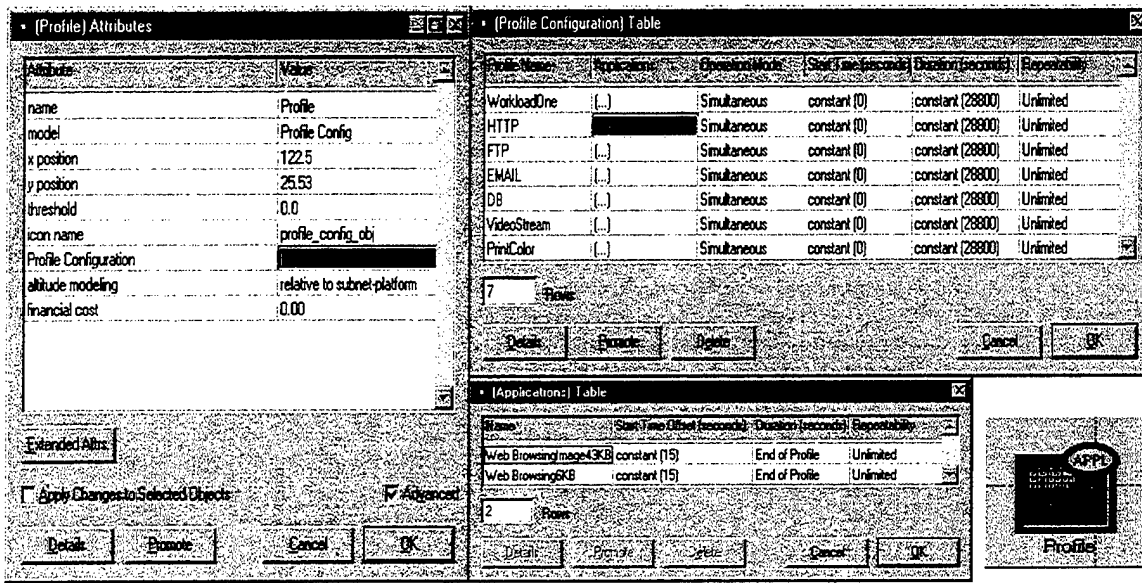 (Profile) Attributes
Attribute Value
name Profile
model Profile Config
x position 122.5
y position 25.53
threshold 0.0
icon name profile_config_obj
Profile Configuration
altitude modeling relative to subnet-platform
financial cost 0.00
Extended Attrs.
Apply Changes to Selected Objects Advanced
Details Promote Cancel OK
(Profile Configuration) Table
Profile Name Applications Operation Mode Start Time (seconds) Duration (seconds) Repeatability
WorkloadOne (...) Simultaneous constant (0) constant (28800) Unlimited
HTTP Simultaneous constant (0) constant (28800) Unlimited
FTP (...) Simultaneous constant (0) constant (28800) Unlimited
EMAIL (...) Simultaneous constant (0) constant (28800) Unlimited
DB (...) Simultaneous constant (0) constant (28800) Unlimited
VideoStream (...) Simultaneous constant (0) constant (28800) Unlimited
PrintColor (...) Simultaneous constant (0) constant (28800) Unlimited
7 Rows
Details Promote Delete Cancel OK
(Applications) Table
Name Start Time Offset (seconds) Duration (seconds) Repeatability
Web BrowsingImage43KB constant (15) End of Profile Unlimited
Web Browsing6KB constant (15) End of Profile Unlimited
2 Rows
Details Promote Delete Cancel OK
APPL
Profile